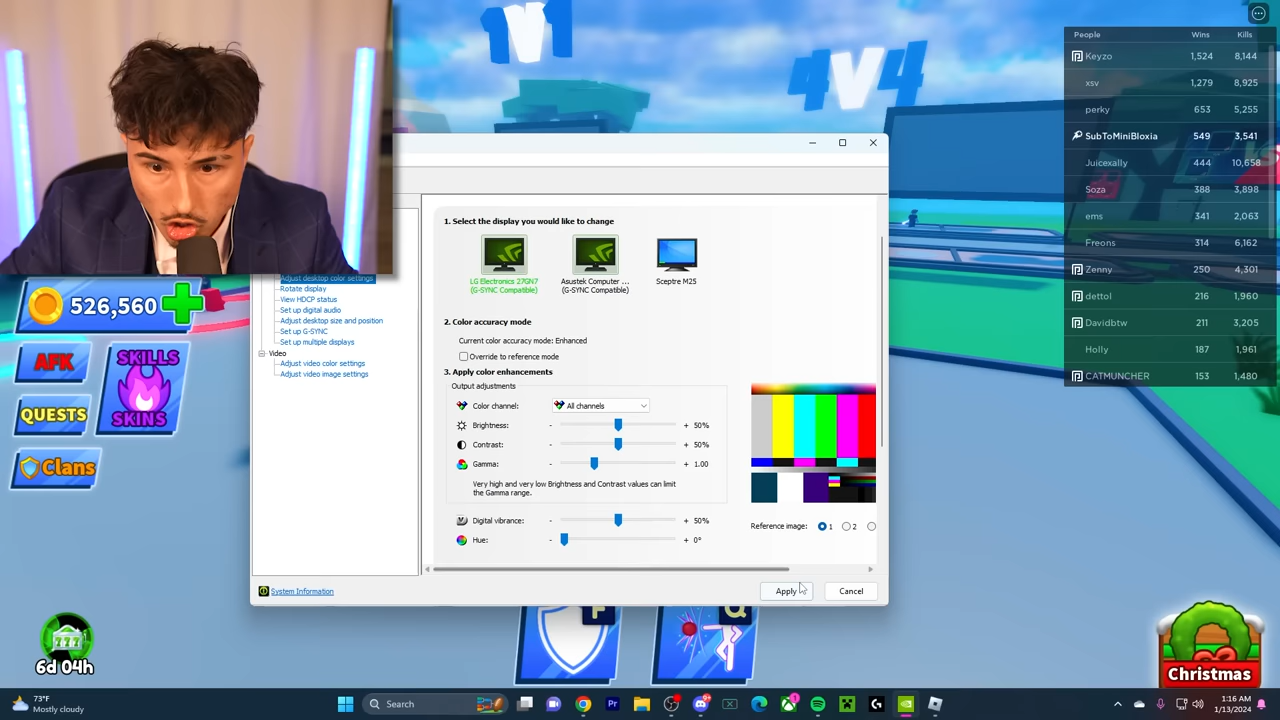 1V1
4V4
People Wins Kills
Keyzo 1,524 8,144
xsv 1,279 8,925
perky 653 5,255
SubToMiniBloxia 549 3,541
Juicexally 444 10,658
Soza 388 3,898
ems 341 2,063
Freons 314 6,162
Zenny 250 4,301
dettol 216 1,960
Davidbtw 211 3,205
Holly 187 1,961
CATMUNCHER 153 1,480
526,560
AFK
SKILLS
SKINS
QUESTS
Clans
777
6d 04h
Adjust desktop color settings
Rotate display
View HDCP status
Set up digital audio
Adjust desktop size and position
Set up G-SYNC
Set up multiple displays
Video
Adjust video color settings
Adjust video image settings
System Information
1. Select the display you would like to change
LG Electronics 27GN7
(G-SYNC Compatible)
Asustek Computer ...
(G-SYNC Compatible)
Sceptre M25
2. Color accuracy mode
Current color accuracy mode: Enhanced
Override to reference mode
3. Apply color enhancements
Output adjustments
Color channel: All channels
Brightness: - + 50%
Contrast: - + 50%
Gamma: - + 1.00
Very high and very low Brightness and Contrast values can limit
the Gamma range.
Digital vibrance: - + 50%
Hue: - + 0°
Reference image: 1 2
Apply
Cancel
F
Q
Christmas
73°F
Mostly cloudy
Search
Pr
1:16 AM
1/13/2024